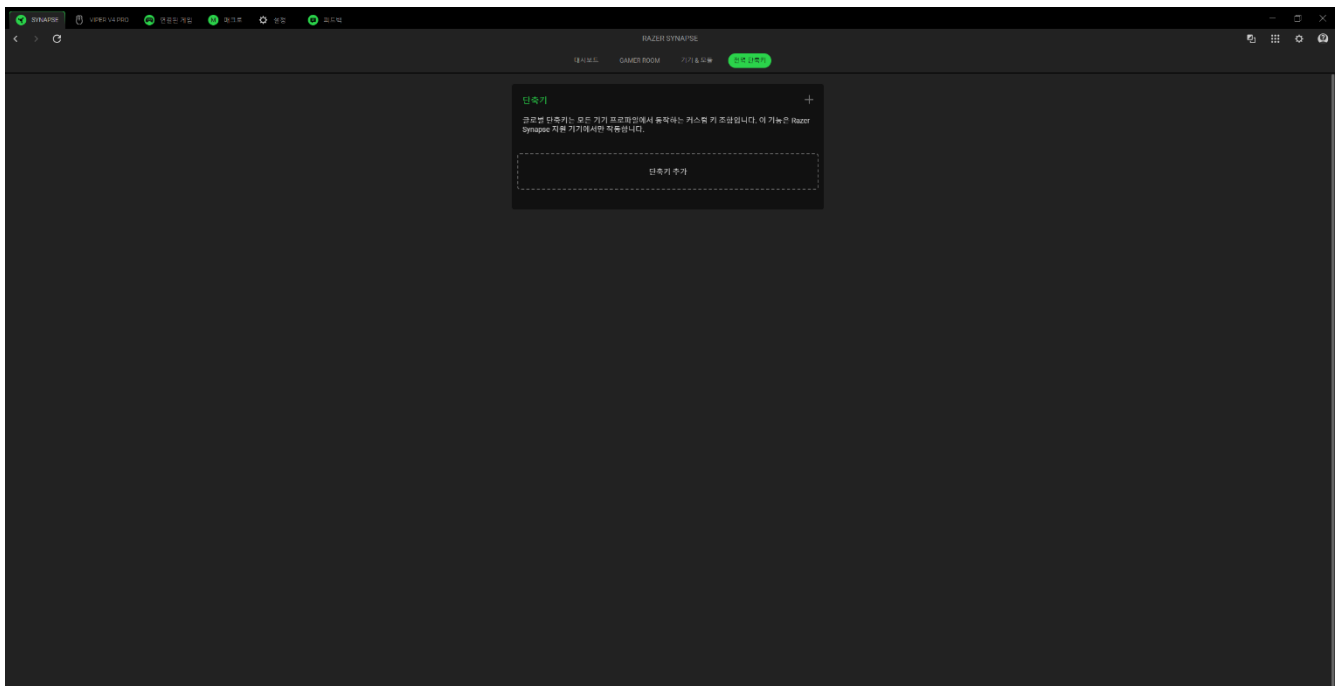 SYNAPSE VIPER V4 PRO 연동된 게임 매크로 설정 피드백
RAZER SYNAPSE
대시보드 GAMER ROOM 기기 & 모듈 전역 단축키
단축키
글로벌 단축키는 모든 기기 프로파일에서 동작하는 커스텀 키 조합입니다. 이 기능은 Razer
Synapse 지원 기기에서만 작동합니다.
단축키 추가